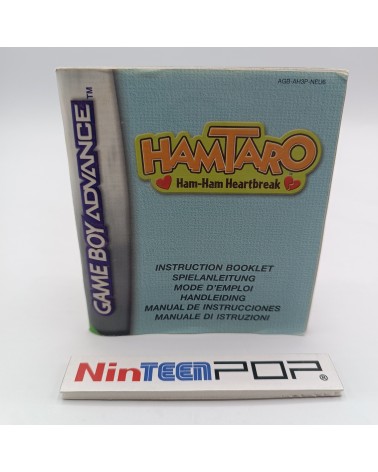 AGB-AH3P-NEU6
GAME BOY ADVANCE™
HAMTARO
Ham-Ham Heartbreak
INSTRUCTION BOOKLET
SPIELANLEITUNG
MODE D'EMPLOI
HANDLEIDING
MANUAL DE INSTRUCCIONES
MANUALE DI ISTRUZIONI
NinTEENPOP®